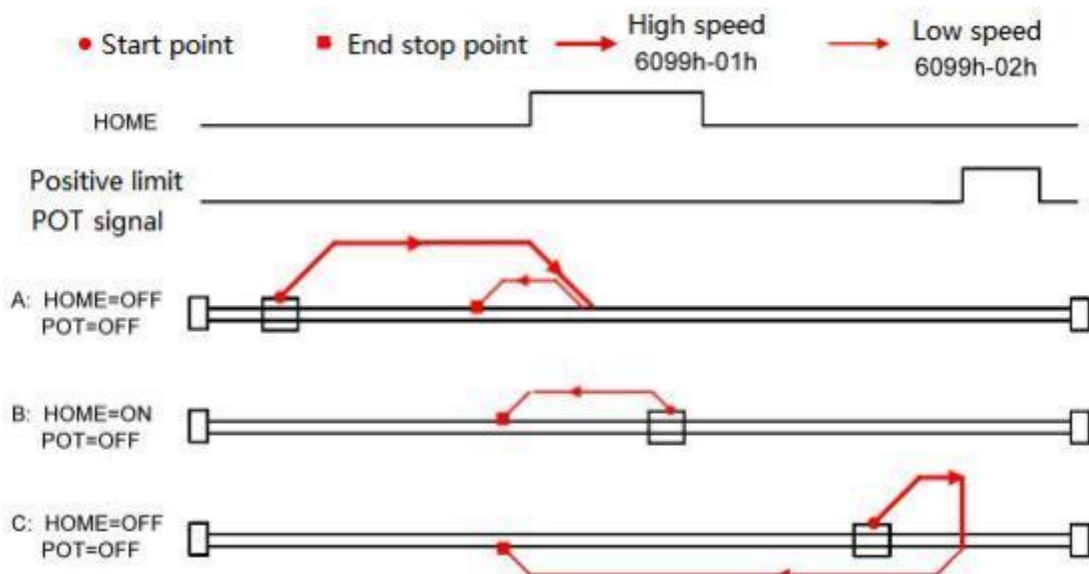 Start point
End stop point
High speed
6099h-01h
Low speed
6099h-02h
HOME
Positive limit
POT signal
A: HOME=OFF
POT=OFF
B: HOME=ON
POT=OFF
C: HOME=OFF
POT=OFF